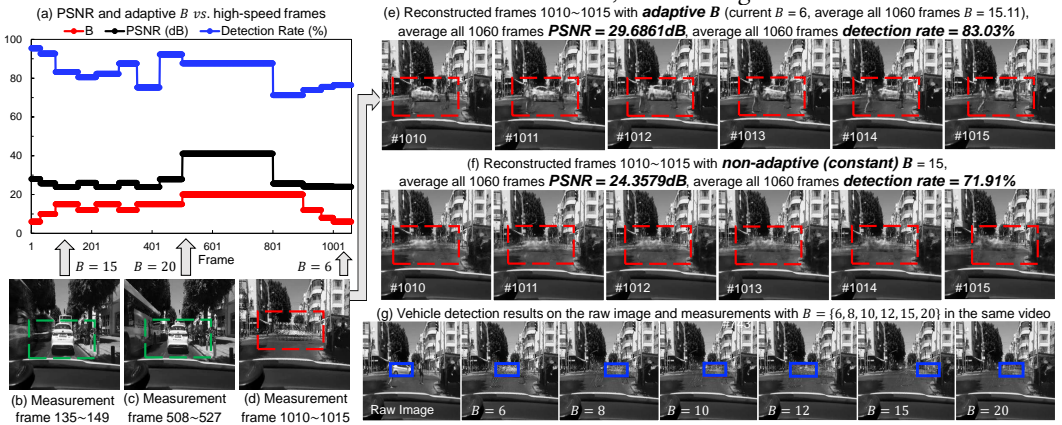 (a) PSNR and adaptive B vs. high-speed frames
B PSNR (dB) Detection Rate (%)
100
80
60
40
20
0
1 201 401 601 801 1001
Frame
B = 15 B = 20 B = 6
(b) Measurement
frame 135~149
(c) Measurement
frame 508~527
(d) Measurement
frame 1010~1015
(e) Reconstructed frames 1010~1015 with adaptive B (current B = 6, average all 1060 frames B = 15.11),
average all 1060 frames PSNR = 29.6861dB, average all 1060 frames detection rate = 83.03%
#1010 #1011 #1012 #1013 #1014 #1015
(f) Reconstructed frames 1010~1015 with non-adaptive (constant) B = 15,
average all 1060 frames PSNR = 24.3579dB, average all 1060 frames detection rate = 71.91%
#1010 #1011 #1012 #1013 #1014 #1015
(g) Vehicle detection results on the raw image and measurements with B = {6, 8, 10, 12, 15, 20} in the same video
Raw Image B = 6 B = 8 B = 10 B = 12 B = 15 B = 20